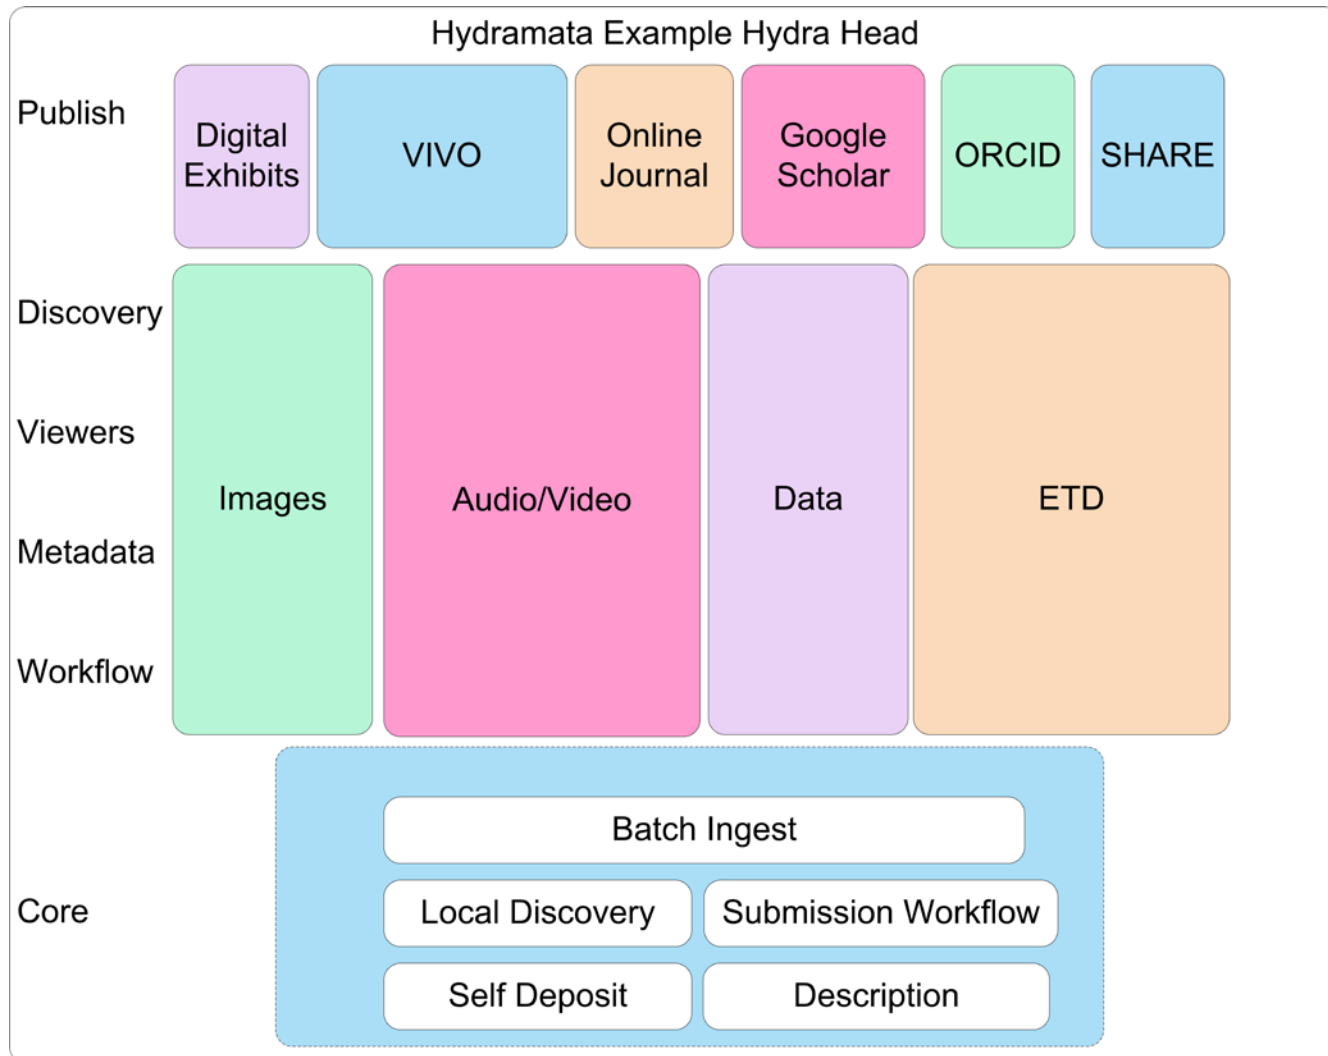 Hydramata Example Hydra Head
Publish
Digital
Exhibits
VIVO
Online
Journal
Google
Scholar
ORCID
SHARE
Discovery
Viewers
Metadata
Workflow
Images
Audio/Video
Data
ETD
Core
Batch Ingest
Local Discovery
Submission Workflow
Self Deposit
Description